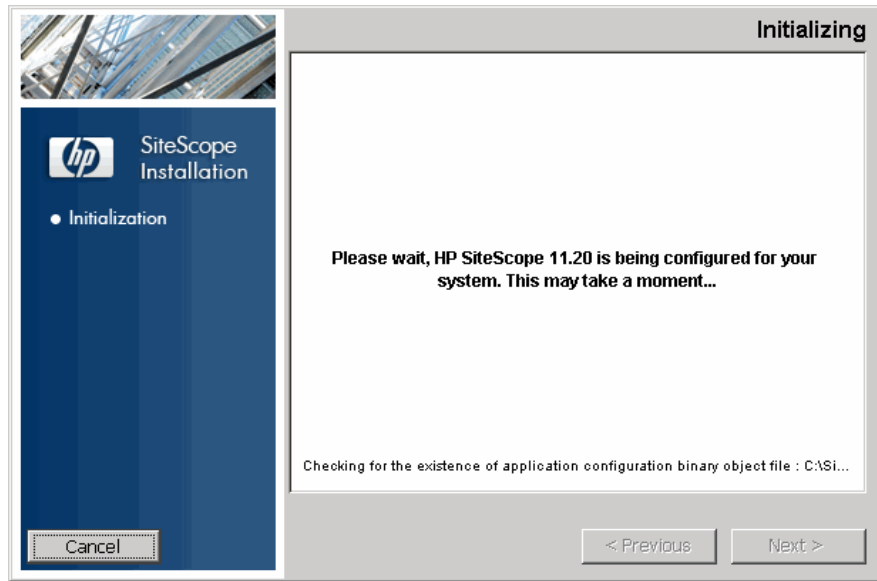 Initializing
hp
SiteScope
Installation
Initialization
Please wait, HP SiteScope 11.20 is being configured for your
system. This may take a moment...
Checking for the existence of application configuration binary object file : C:\Si...
Cancel
< Previous
Next >